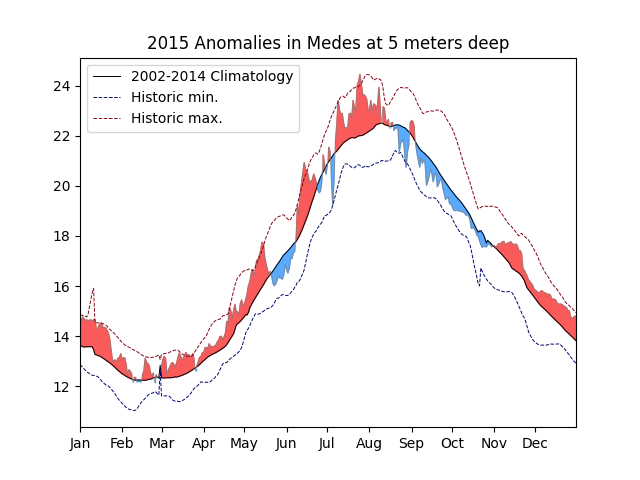 2015 Anomalies in Medes at 5 meters deep
2002-2014 Climatology
Historic min.
Historic max.
24
22
20
18
16
14
12
Jan Feb Mar Apr May Jun Jul Aug Sep Oct Nov Dec